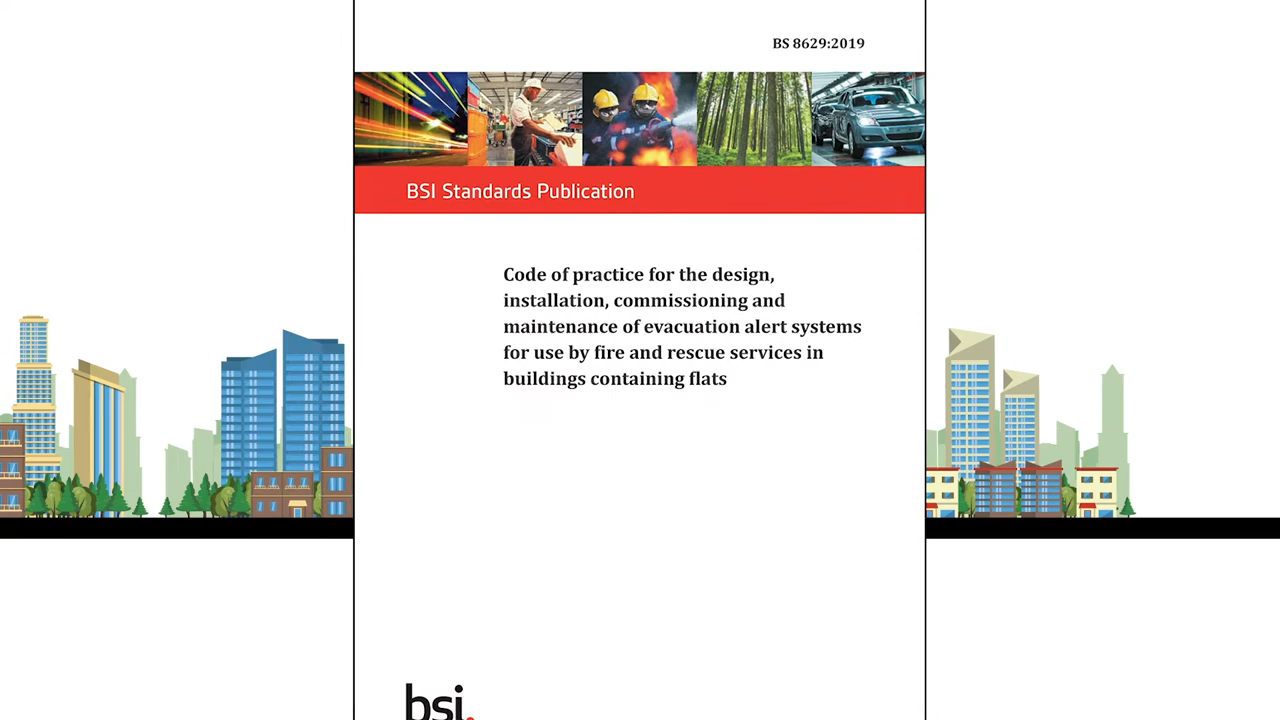 BS 8629:2019
BSI Standards Publication
Code of practice for the design,
installation, commissioning and
maintenance of evacuation alert systems
for use by fire and rescue services in
buildings containing flats
bsi.